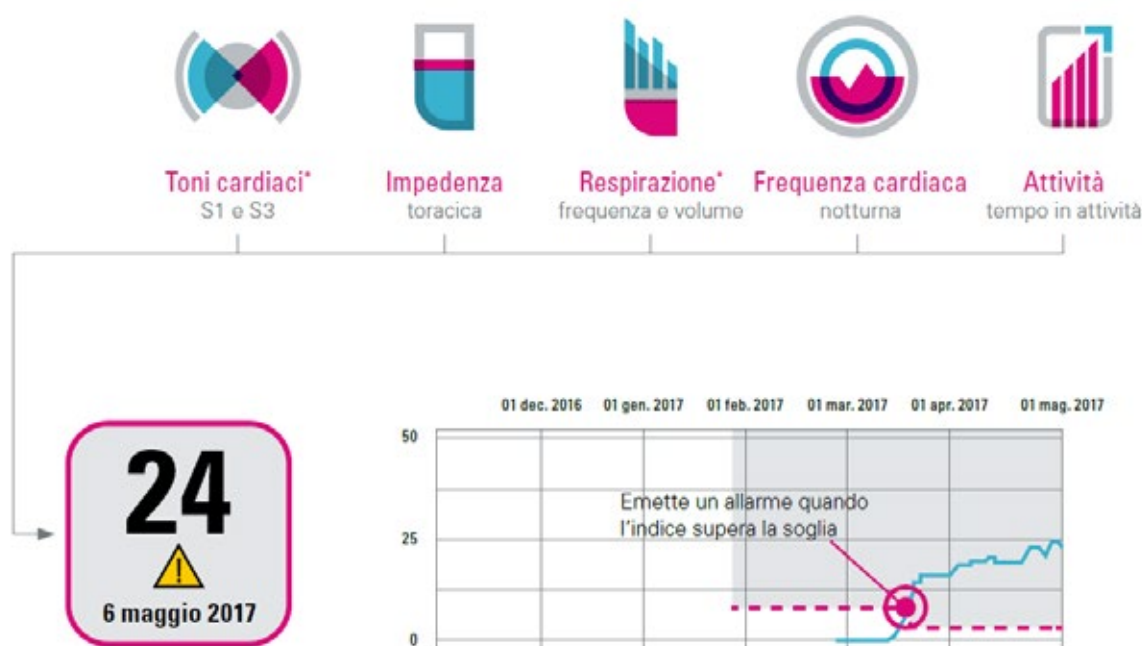 Toni cardiaci*
S1 e S3
Impedenza
toracica
Respirazione*
frequenza e volume
Frequenza cardiaca
notturna
Attività
tempo in attività
24
6 maggio 2017
01 dec. 2016 01 gen. 2017 01 feb. 2017 01 mar. 2017 01 apr. 2017 01 mag. 2017
50
Emette un allarme quando
l'indice supera la soglia
25
0